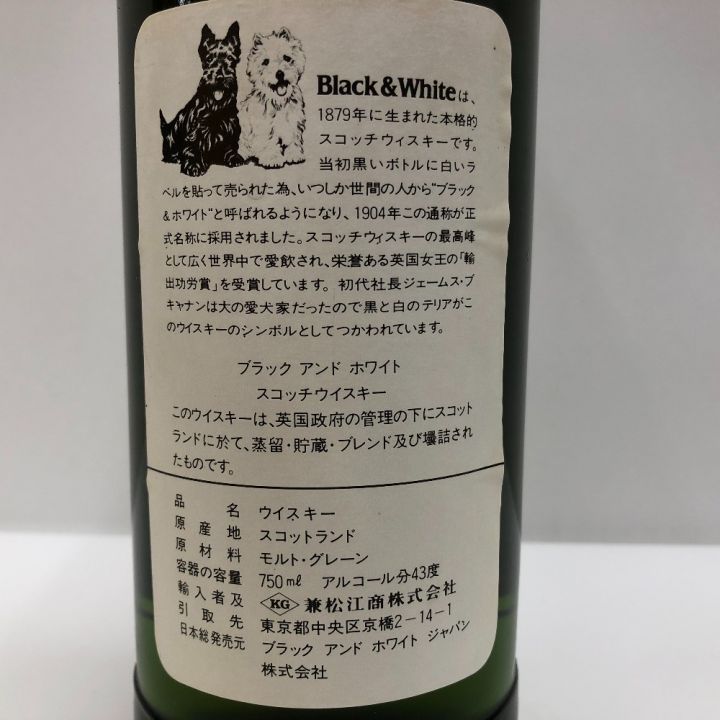 Black&Whiteは、
1879年に生まれた本格的
スコッチウィスキーです。
当初黒いボトルに白いラ
ベルを貼って売られた為、いつしか世間の人から"ブラック
&ホワイト"と呼ばれるようになり、1904年この通称が正
式名称に採用されました。スコッチウィスキーの最高峰
として広く世界中で愛飲され、栄誉ある英国女王の「輸
出功労賞」を受賞しています。初代社長ジェームス・ブ
キャナンは大の愛犬家だったので黒と白のテリアがこ
のウイスキーのシンボルとしてつかわれています。
ブラック アンド ホワイト
スコッチウイスキー
このウイスキーは、英国政府の管理の下にスコット
ランドに於て、蒸留・貯蔵・ブレンド及び壜詰され
たものです。
品名 ウイスキー
原産地 スコットランド
原材料 モルト・グレーン
容器の容量 750ml アルコール分43度
輸入者及 KG 兼松江商株式会社
引取先 東京都中央区京橋2-14-1
日本総発売元 ブラック アンド ホワイト ジャパン
株式会社